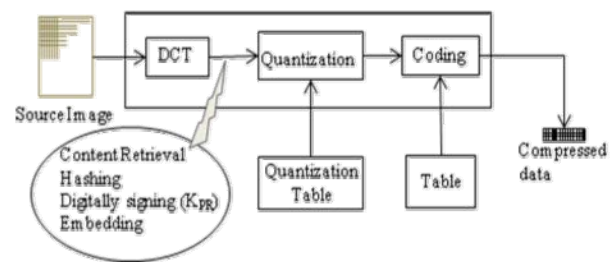 DCT
Quantization
Coding
Source Image
Content Retrieval
Hashing
Digitally signing (KPR)
Embedding
Quantization
Table
Table
Compressed
data